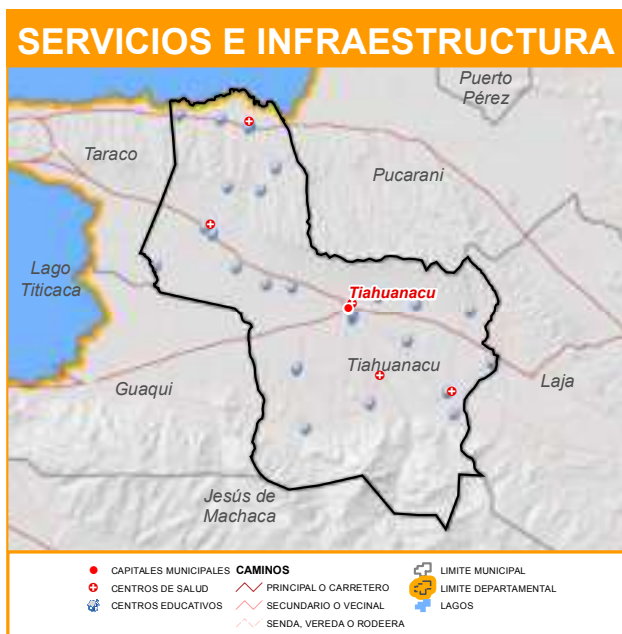 SERVICIOS E INFRAESTRUCTURA
Puerto
Pérez
Taraco
Pucarani
Lago
Titicaca
Tiahuanacu
Tiahuanacu
Guaqui
Laja
Jesús de
Machaca
CAPITALES MUNICIPALES
CENTROS DE SALUD
CENTROS EDUCATIVOS
CAMINOS
PRINCIPAL O CARRETERO
SECUNDARIO O VECINAL
SENDA, VEREDA O RODEERA
LIMITE MUNICIPAL
LIMITE DEPARTAMENTAL
LAGOS